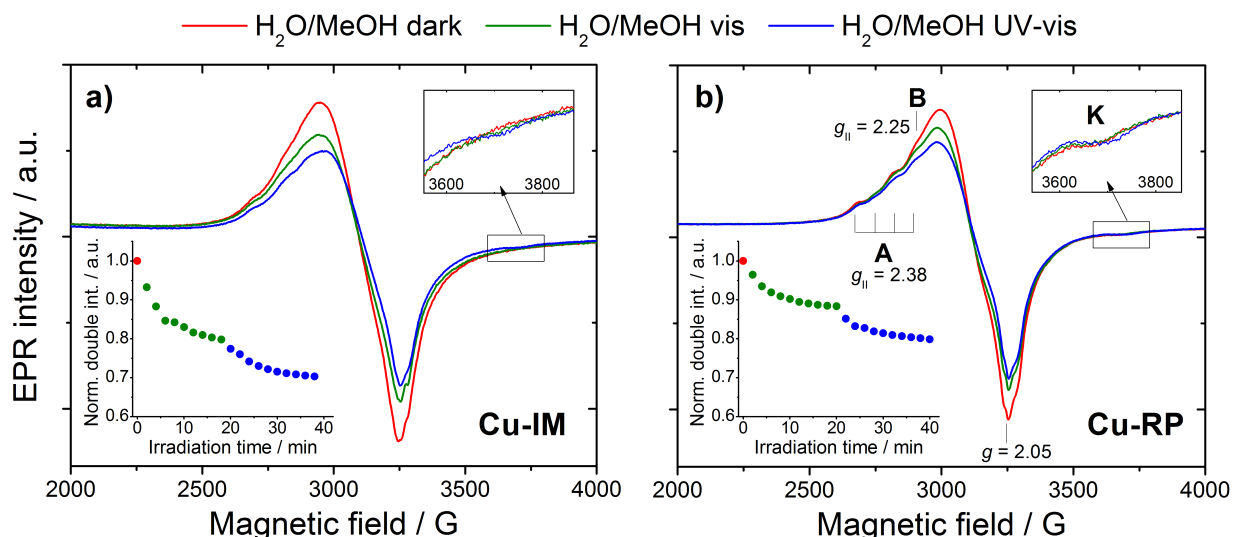 H₂O/MeOH dark H₂O/MeOH vis H₂O/MeOH UV-vis
EPR intensity / a.u.
a)
3600 3800
Norm. double int. / a.u.
1.0
0.9
0.8
0.7
0.6
0 10 20 30 40
Irradiation time / min
Cu-IM
2000 2500 3000 3500 4000
Magnetic field / G
b)
B
g|| = 2.25
K
3600 3800
A
g|| = 2.38
Norm. double int. / a.u.
1.0
0.9
0.8
0.7
0.6
0 10 20 30 40
Irradiation time / min
Cu-RP
g = 2.05
2000 2500 3000 3500 4000
Magnetic field / G